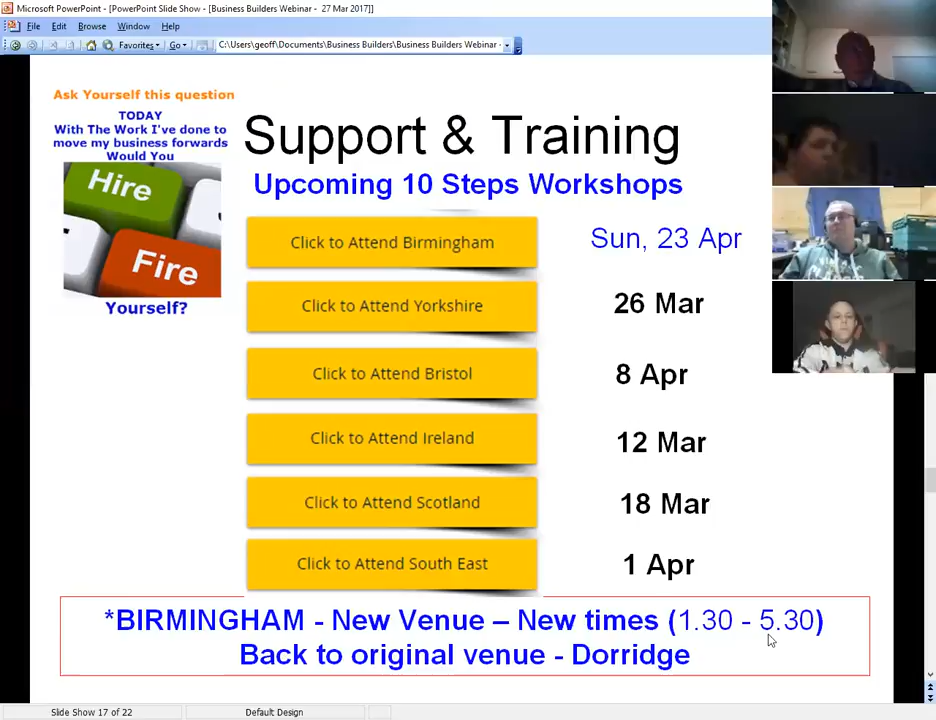 Microsoft PowerPoint - [PowerPoint Slide Show - [Business Builders Webinar - 27 Mar 2017]]
File Edit Browse Window Help
Favorites Go C:\Users\geoff\Documents\Business Builders\Business Builders Webinar -
Ask Yourself this question
TODAY
With The Work I've done to
move my business forwards
Would You
Hire
Fire
Yourself?
Support & Training
Upcoming 10 Steps Workshops
Click to Attend Birmingham Sun, 23 Apr
Click to Attend Yorkshire 26 Mar
Click to Attend Bristol 8 Apr
Click to Attend Ireland 12 Mar
Click to Attend Scotland 18 Mar
Click to Attend South East 1 Apr
*BIRMINGHAM - New Venue – New times (1.30 - 5.30)
Back to original venue - Dorridge
Slide Show 17 of 22 Default Design